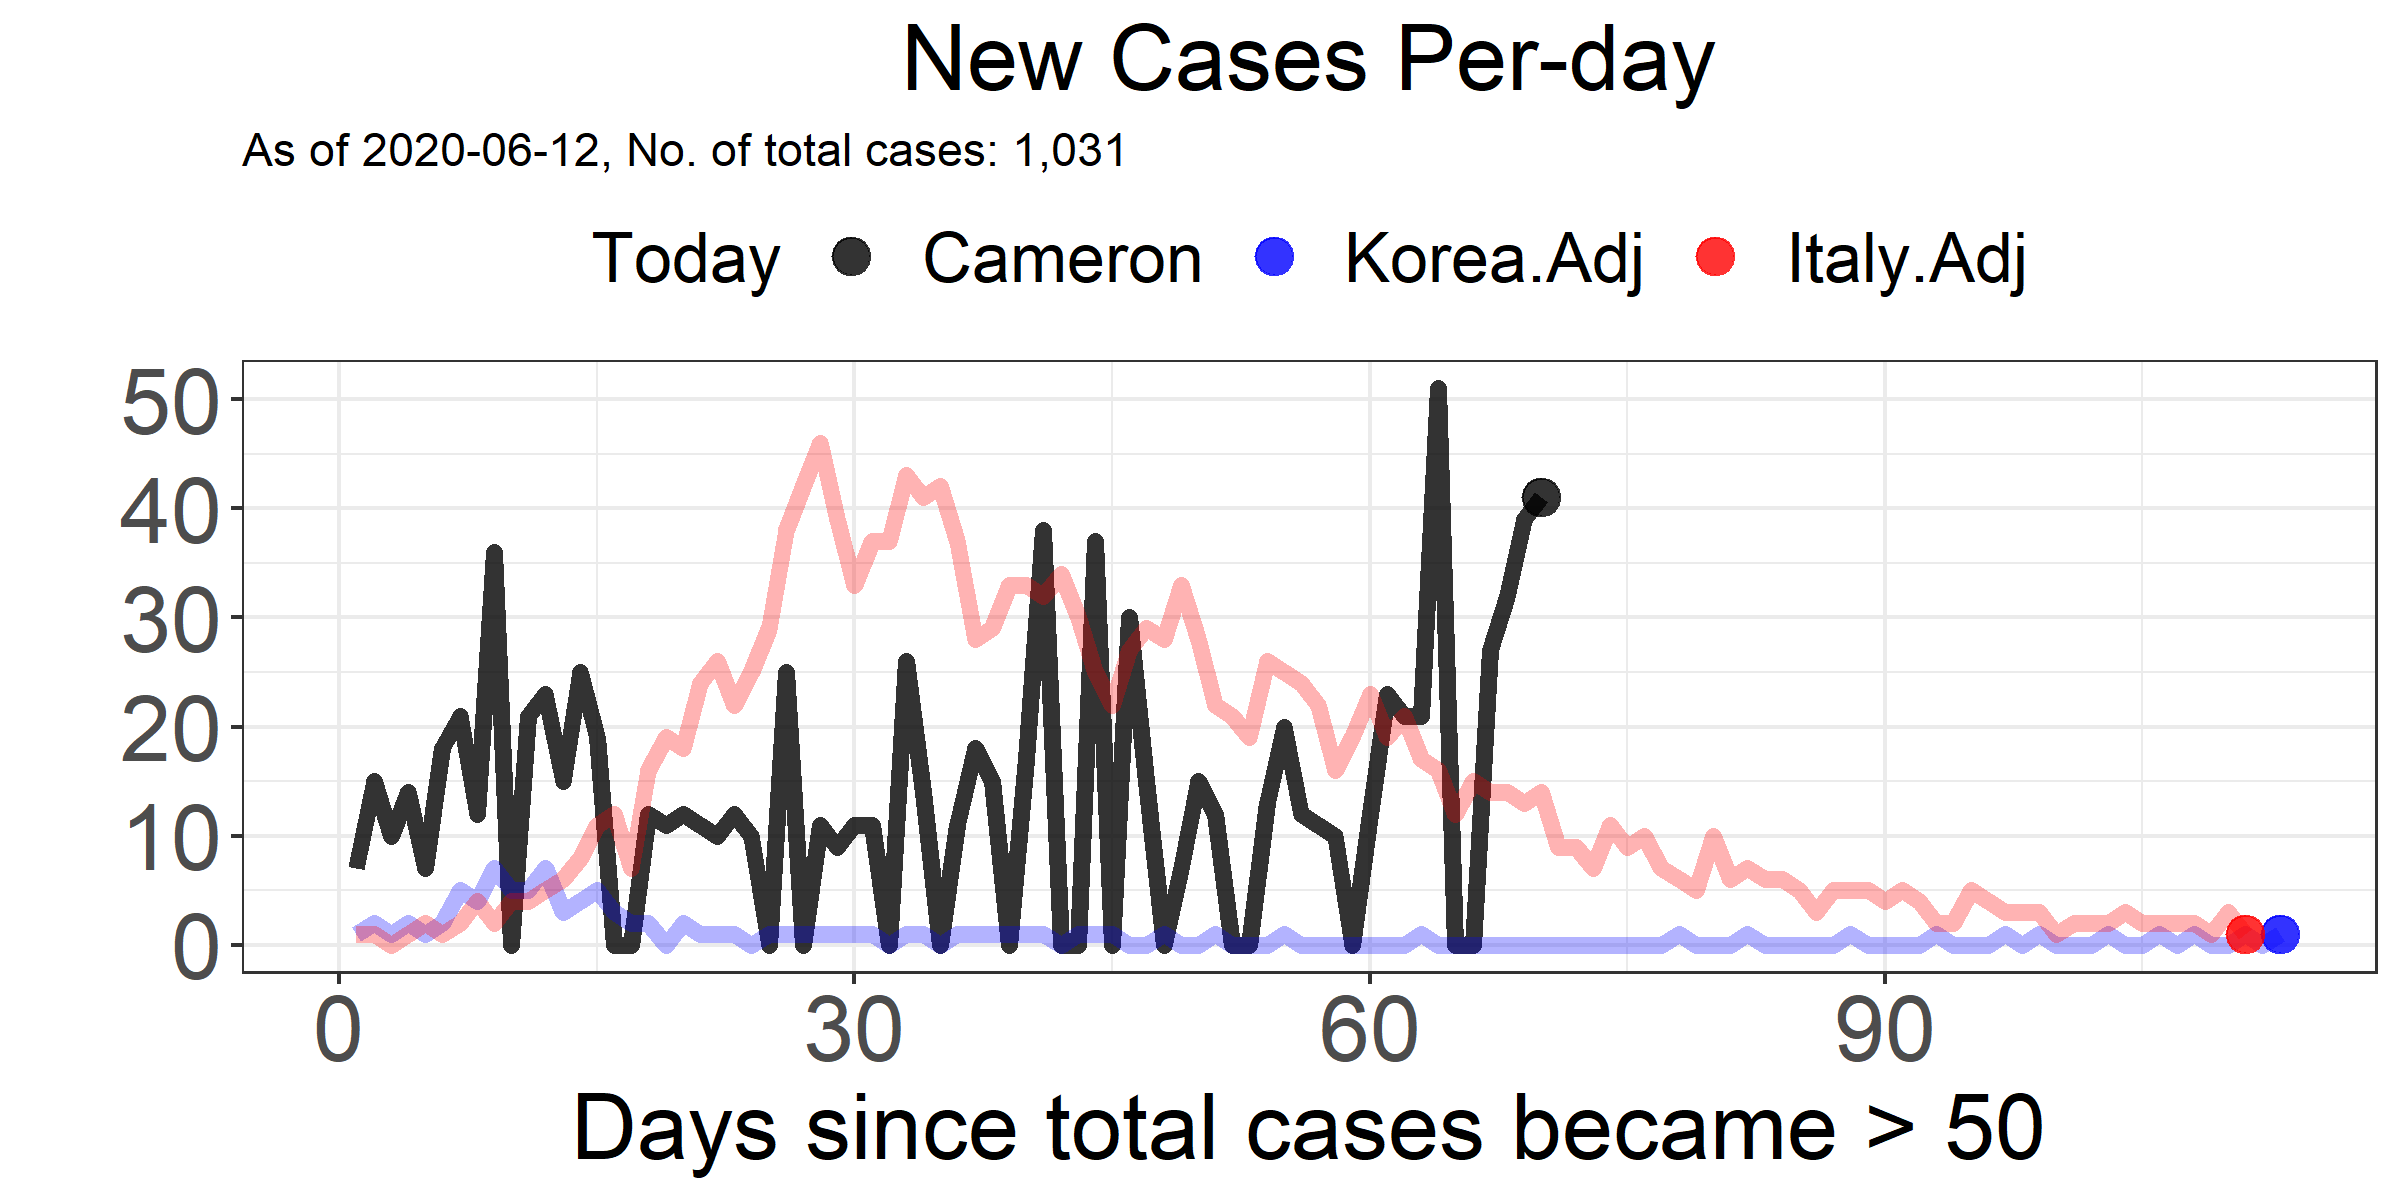 New Cases Per-day
As of 2020-06-12, No. of total cases: 1,031
Today Cameron Korea.Adj Italy.Adj
50
40
30
20
10
0
0 30 60 90
Days since total cases became > 50